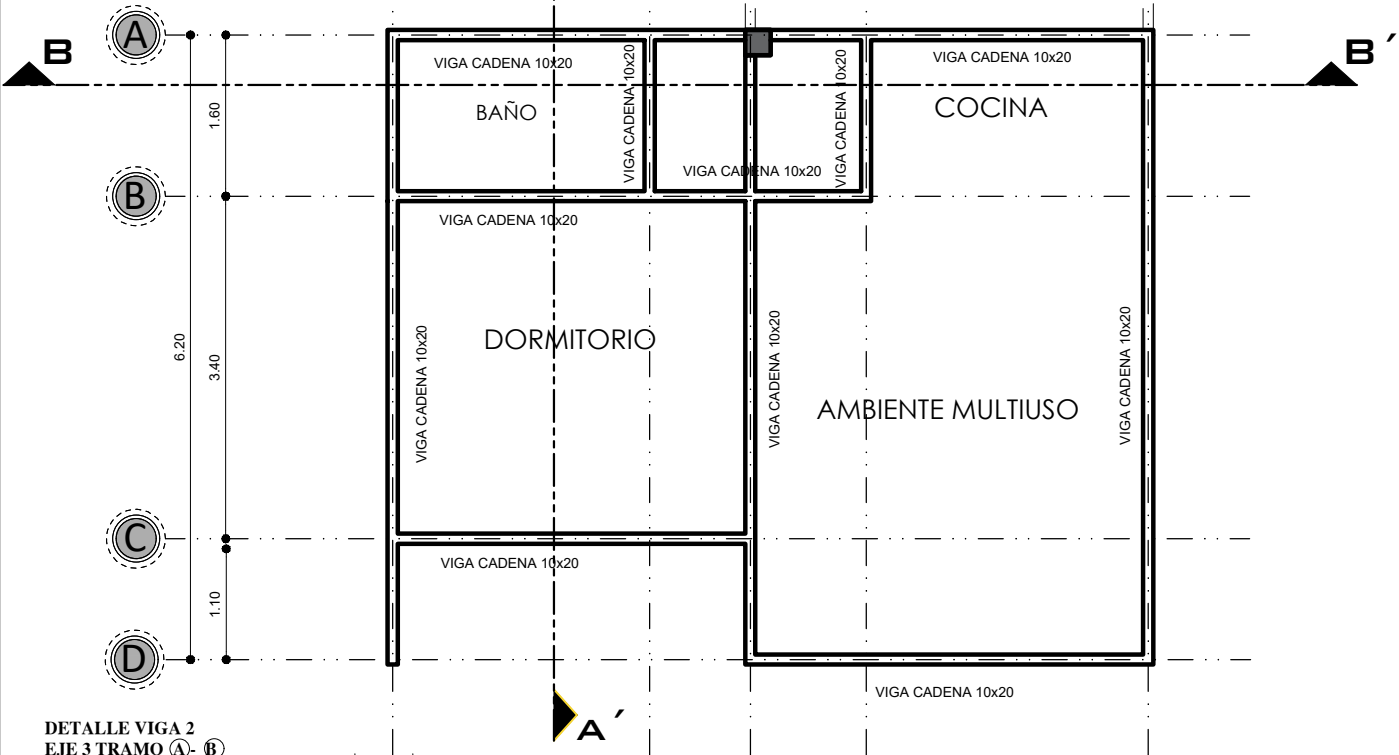 A
B
B´
VIGA CADENA 10x20
VIGA CADENA 10x20
VIGA CADENA 10x20
VIGA CADENA 10x20
1.60
BAÑO
COCINA
VIGA CADENA 10x20
B
VIGA CADENA 10x20
6.20
3.40
DORMITORIO
VIGA CADENA 10x20
VIGA CADENA 10x20
VIGA CADENA 10x20
AMBIENTE MULTIUSO
C
VIGA CADENA 10x20
1.10
D
VIGA CADENA 10x20
A´
DETALLE VIGA 2
EJE 3 TRAMO A - B